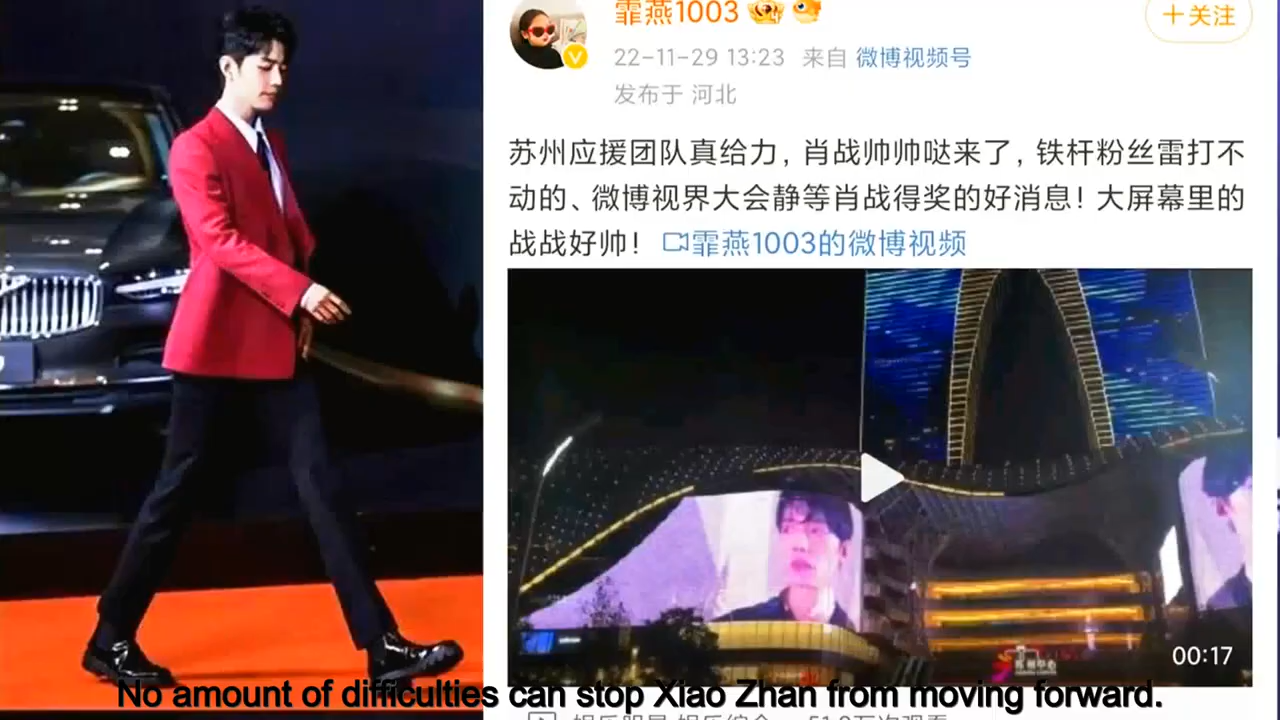 霏燕1003
+关注
22-11-29 13:23 来自 微博视频号
发布于 河北
苏州应援团队真给力，肖战帅帅哒来了，铁杆粉丝雷打不
动的、微博视界大会静等肖战得奖的好消息！大屏幕里的
战战好帅！ 霏燕1003的微博视频
苏州中心
00:17
No amount of difficulties can stop Xiao Zhan from moving forward.